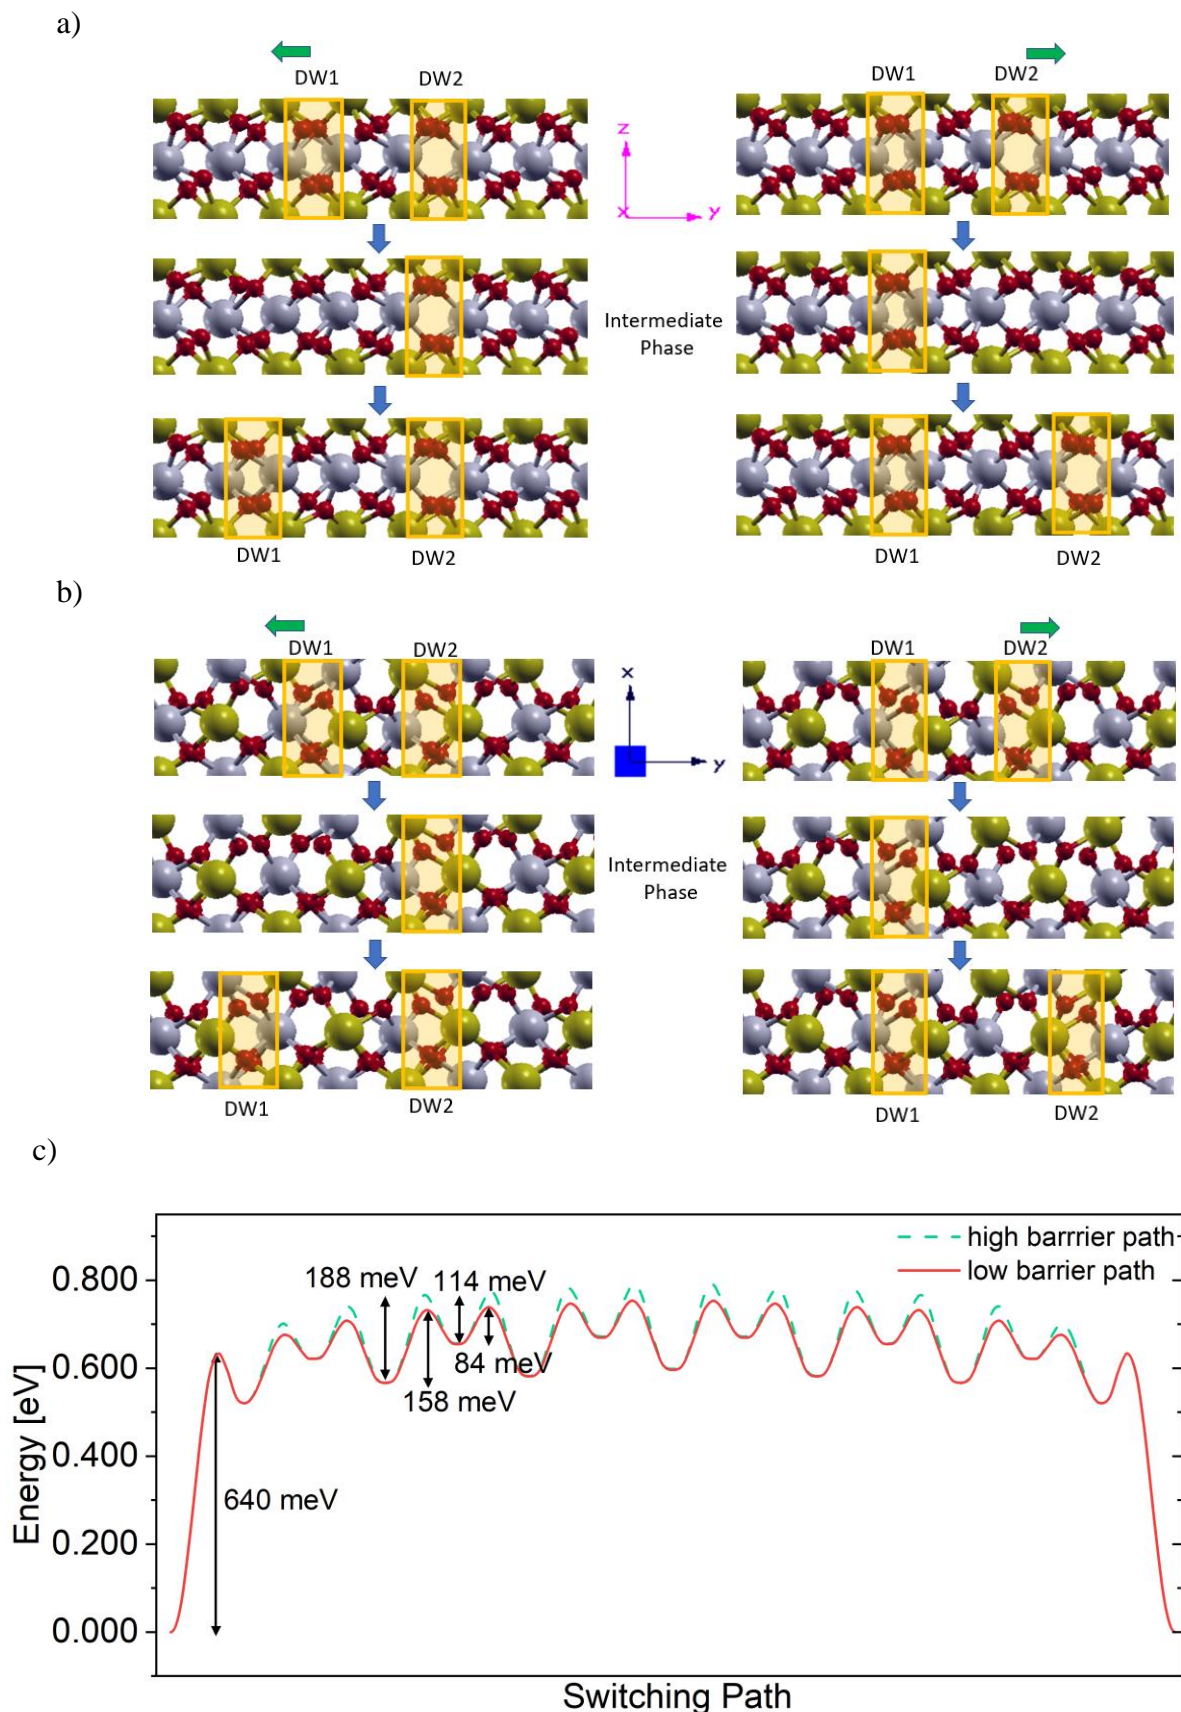 a)
DW1 DW2 DW1 DW2
z
x y
Intermediate
Phase
DW1 DW2 DW1 DW2
b)
DW1 DW2 DW1 DW2
x
y
Intermediate
Phase
DW1 DW2 DW1 DW2
c)
high barrrier path
low barrier path
188 meV 114 meV
84 meV
158 meV
640 meV
0.800
0.600
0.400
0.200
0.000
Energy [eV]
Switching Path